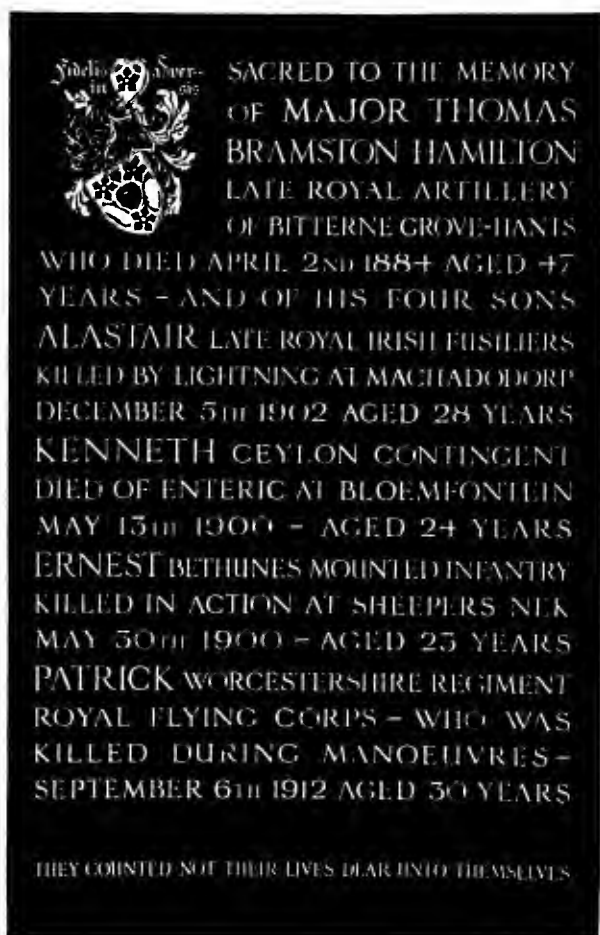 Fidelis in Adver-sis
SACRED TO THE MEMORY
OF MAJOR THOMAS
BRAMSTON HAMILTON
LATE ROYAL ARTILLERY
OF BITTERNE GROVE-HANTS
WHO DIED APRIL 2ND 1884 AGED 47
YEARS – AND OF HIS FOUR SONS
ALASTAIR LATE ROYAL IRISH FUSILIERS
KILLED BY LIGHTNING AT MACHADODORP
DECEMBER 5TH 1902 AGED 28 YEARS
KENNETH CEYLON CONTINGENT
DIED OF ENTERIC AT BLOEMFONTEIN
MAY 13TH 1900 – AGED 24 YEARS
ERNEST BETHUNES MOUNTED INFANTRY
KILLED IN ACTION AT SHEEPERS NEK
MAY 30TH 1900 – AGED 23 YEARS
PATRICK WORCESTERSHIRE REGIMENT
ROYAL FLYING CORPS – WHO WAS
KILLED DURING MANOEUVRES –
SEPTEMBER 6TH 1912 AGED 30 YEARS
THEY COUNTED NOT THEIR LIVES DEAR UNTO THEMSELVES